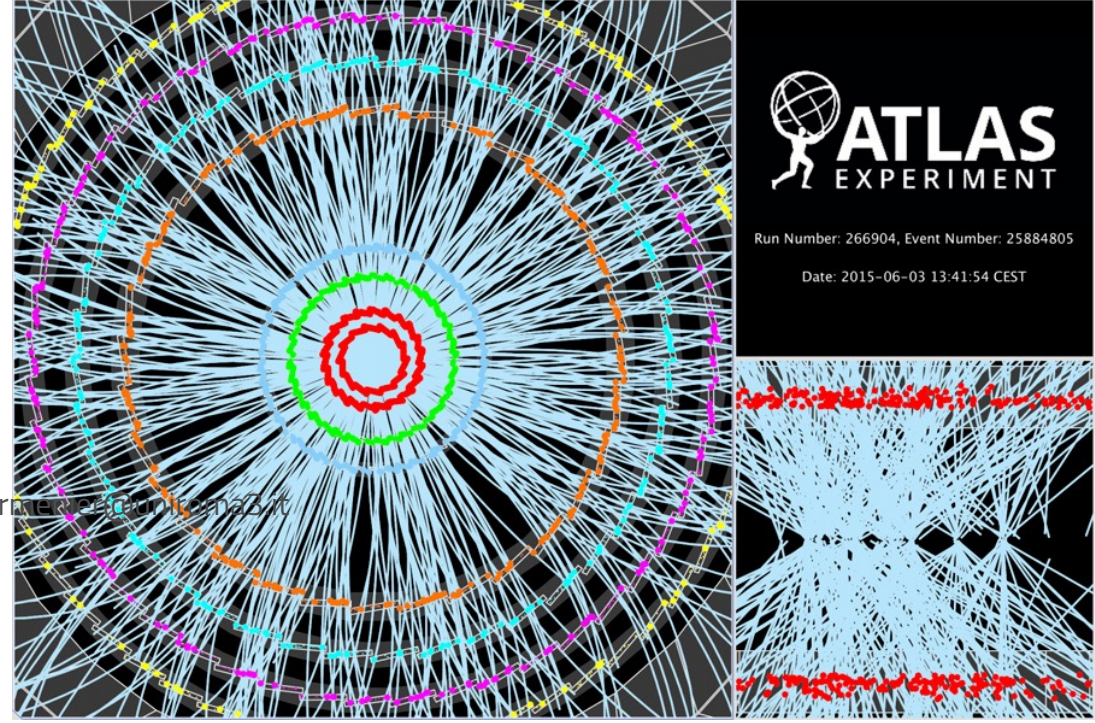 ATLAS
EXPERIMENT
Run Number: 266904, Event Number: 25884805
Date: 2015-06-03 13:41:54 CEST